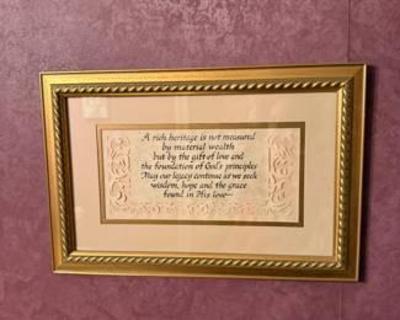 A rich heritage is not measured
by material wealth
but by the gift of love and
the foundation of God's principles
May our legacy continue as we seek
wisdom, hope and the grace
found in His love—